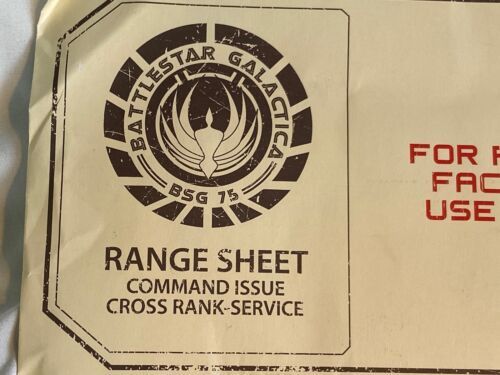 BATTLESTAR GALACTICA
BSG 75
RANGE SHEET
COMMAND ISSUE
CROSS RANK-SERVICE
FOR
FAC
USE